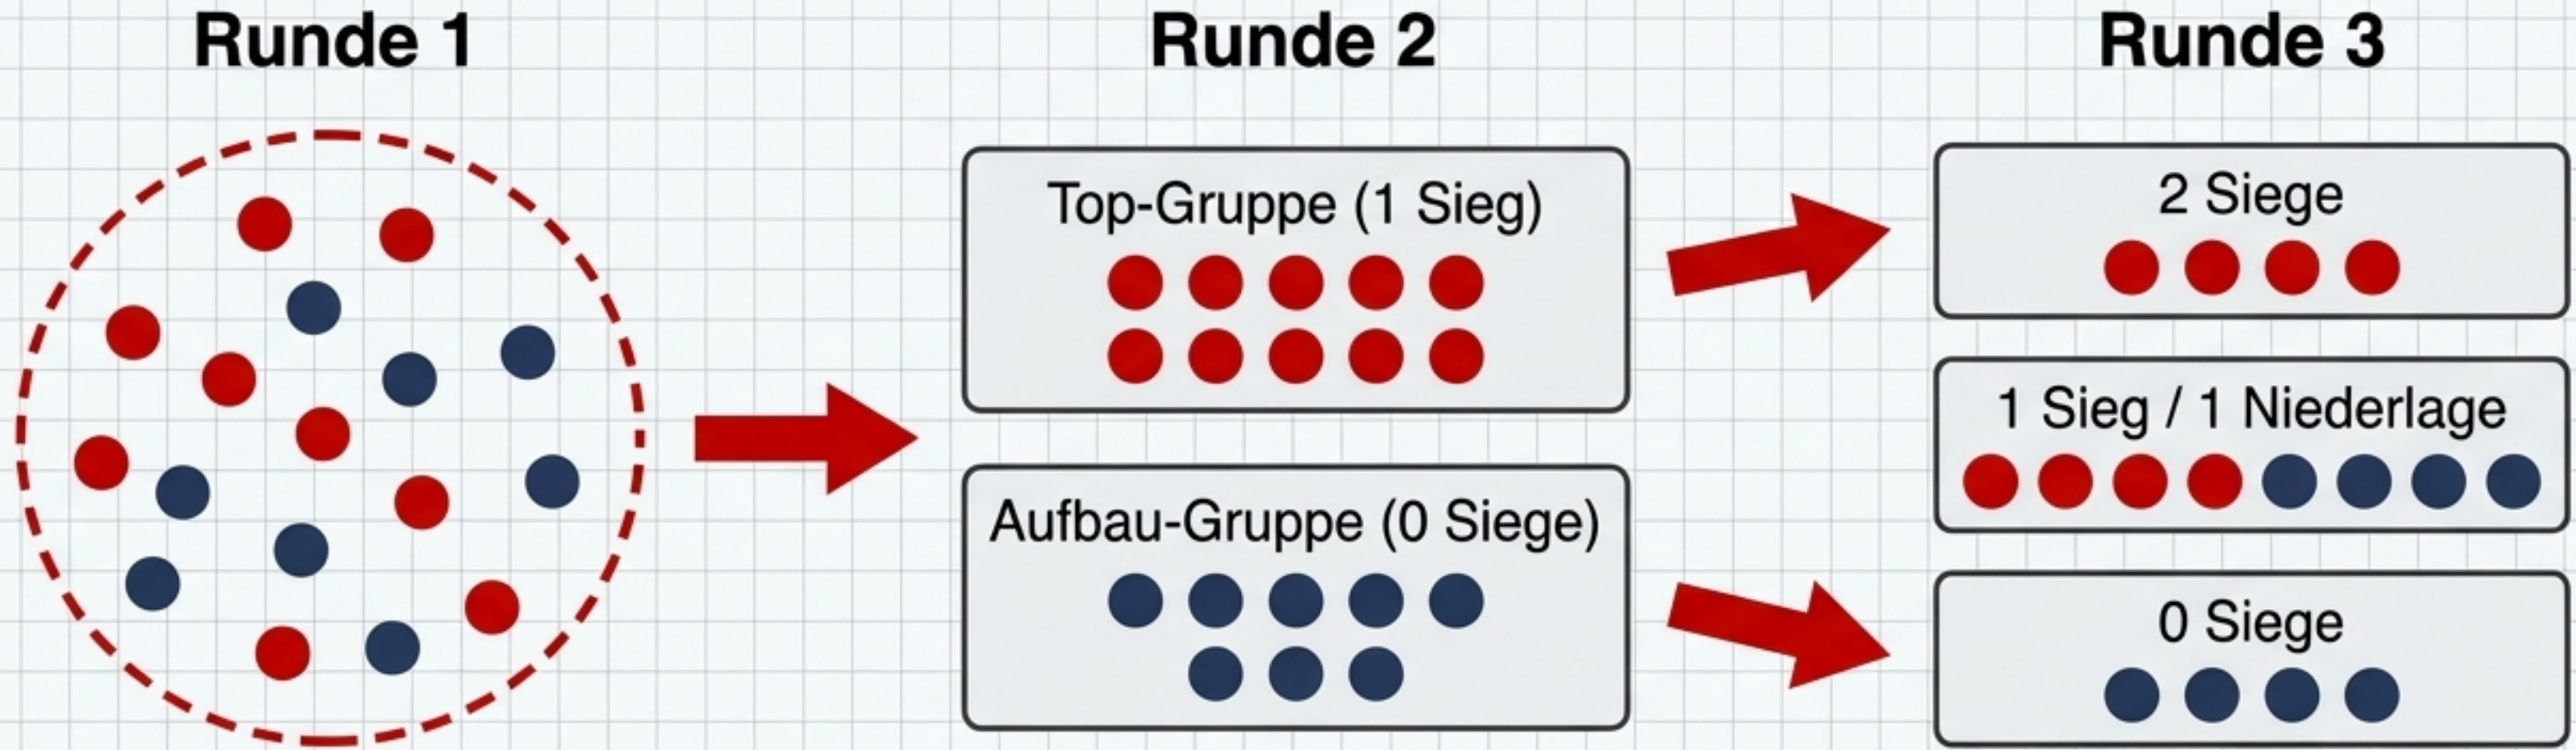 Runde 1
Runde 2
Runde 3
Top-Gruppe (1 Sieg)
Aufbau-Gruppe (0 Siege)
2 Siege
1 Sieg / 1 Niederlage
0 Siege